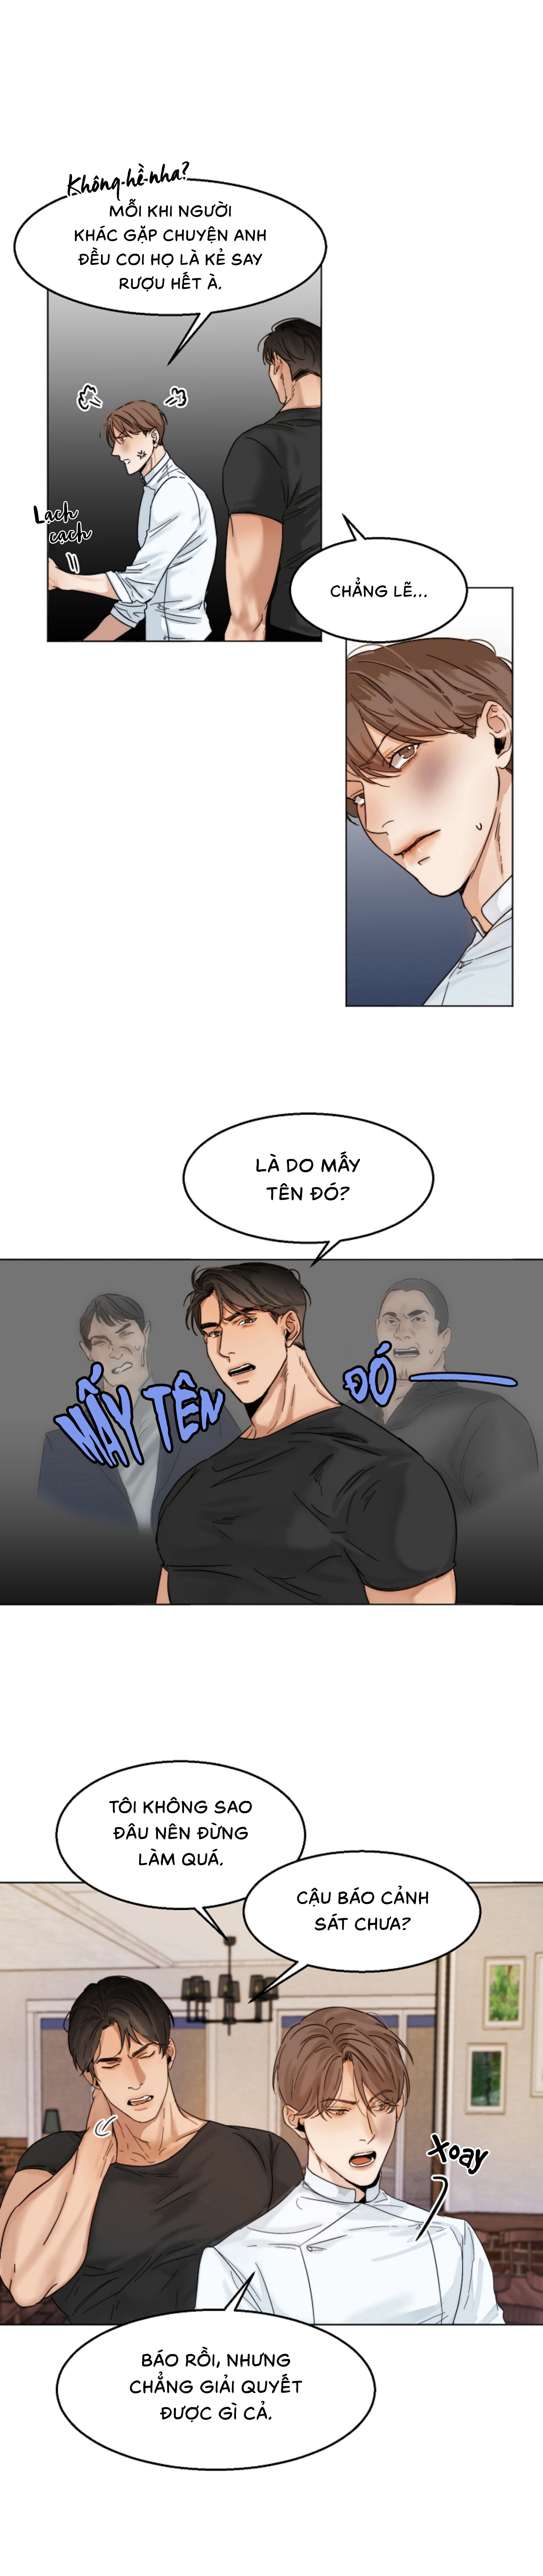 Không-hề-nha?
MỖI KHI NGƯỜI
KHÁC GẶP CHUYỆN ANH
ĐỀU COI HỌ LÀ KẺ SAY
RƯỢU HẾT À.
Lạch
cạch
CHẲNG LẼ...
LÀ DO MẤY
TÊN ĐÓ?
MẤY TÊN ĐÓ
TÔI KHÔNG SAO
ĐÂU NÊN ĐỪNG
LÀM QUÁ.
CẬU BÁO CẢNH
SÁT CHƯA?
Xoay
BÁO RỒI, NHƯNG
CHẲNG GIẢI QUYẾT
ĐƯỢC GÌ CẢ.